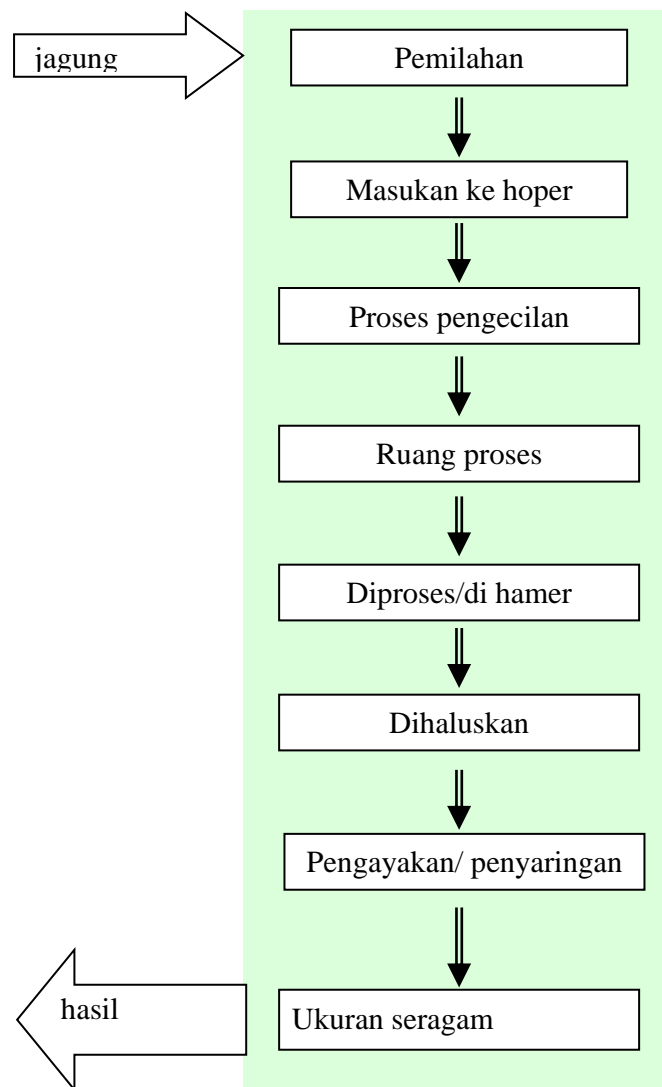 jagung
Pemilahan
Masukan ke hoper
Proses pengecilan
Ruang proses
Diproses/di hamer
Dihaluskan
Pengayakan/ penyaringan
hasil
Ukuran seragam